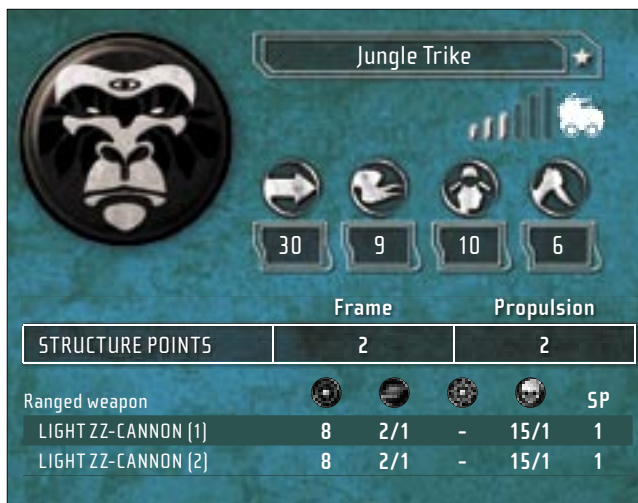 Jungle Trike
30 9 10 6
Frame Propulsion
STRUCTURE POINTS 2 2
Ranged weapon SP
LIGHT ZZ-CANNON (1) 8 2/1 - 15/1 1
LIGHT ZZ-CANNON (2) 8 2/1 - 15/1 1